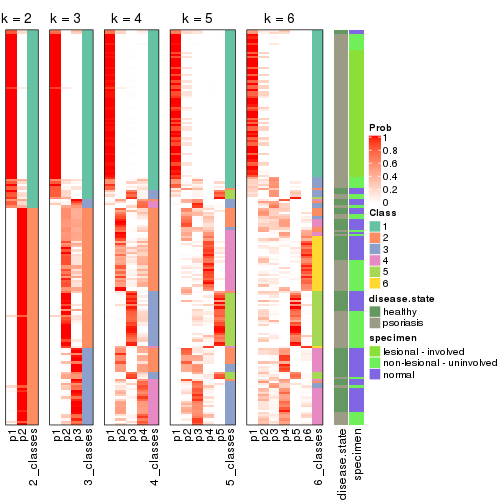 k = 2 k = 3 k = 4 k = 5 k = 6
p1 p2 2_classes p1 p2 p3 3_classes p1 p2 p3 p4 4_classes p1 p2 p3 p4 p5 5_classes p1 p2 p3 p4 p5 p6 6_classes disease.state specimen
Prob
1
0.8
0.6
0.4
0.2
0
Class
1
2
3
4
5
6
disease.state
healthy
psoriasis
specimen
lesional - involved
non-lesional - uninvolved
normal